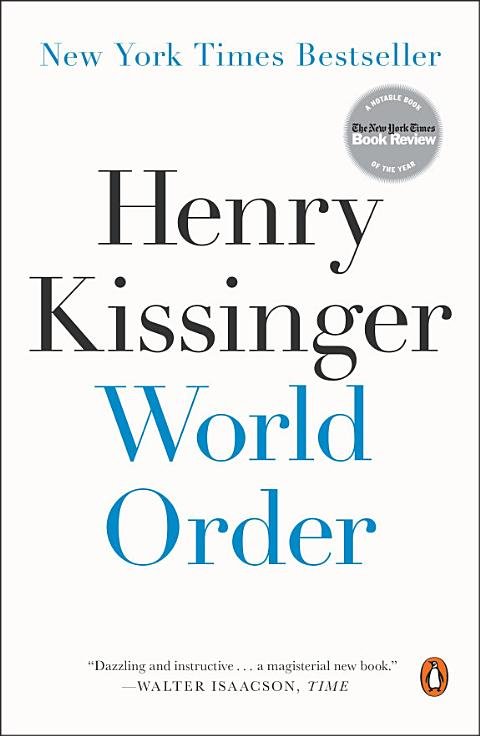 New York Times Bestseller
A NOTABLE BOOK
The New York Times
Book Review
OF THE YEAR
Henry
Kissinger
World
Order
“Dazzling and instructive . . . a magisterial new book.”
—WALTER ISAACSON, TIME